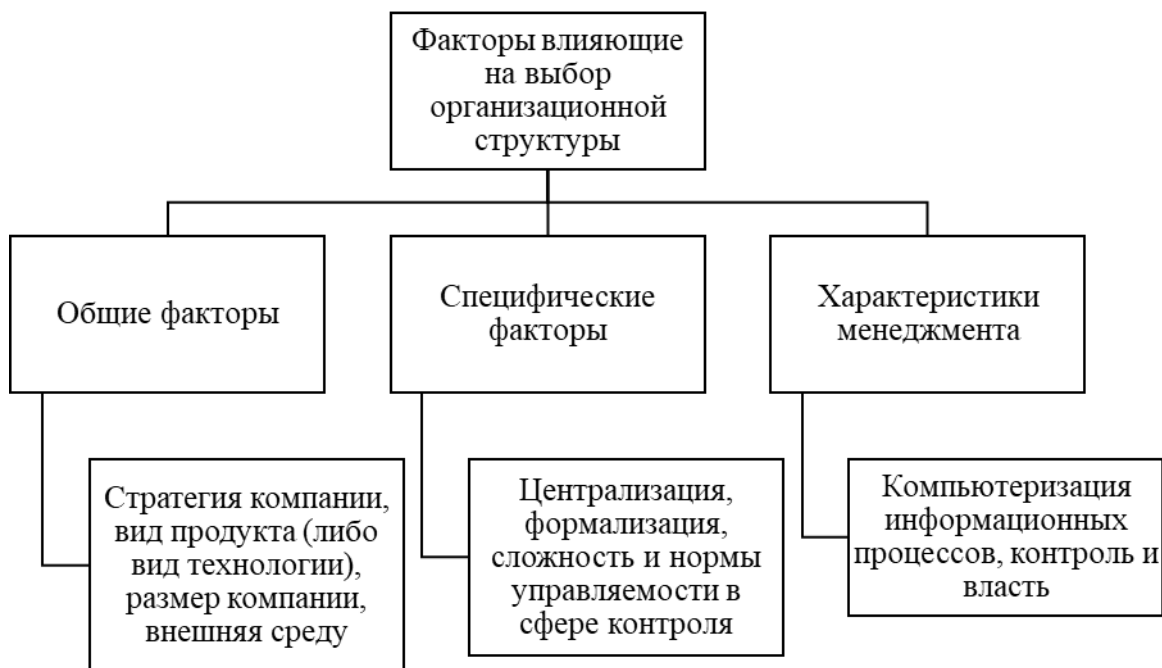 Факторы влияющие
на выбор
организационной
структуры
Общие факторы
Специфические
факторы
Характеристики
менеджмента
Стратегия компании,
вид продукта (либо
вид технологии),
размер компании,
внешняя среду
Централизация,
формализация,
сложность и нормы
управляемости в
сфере контроля
Компьютеризация
информационных
процессов, контроль и
власть